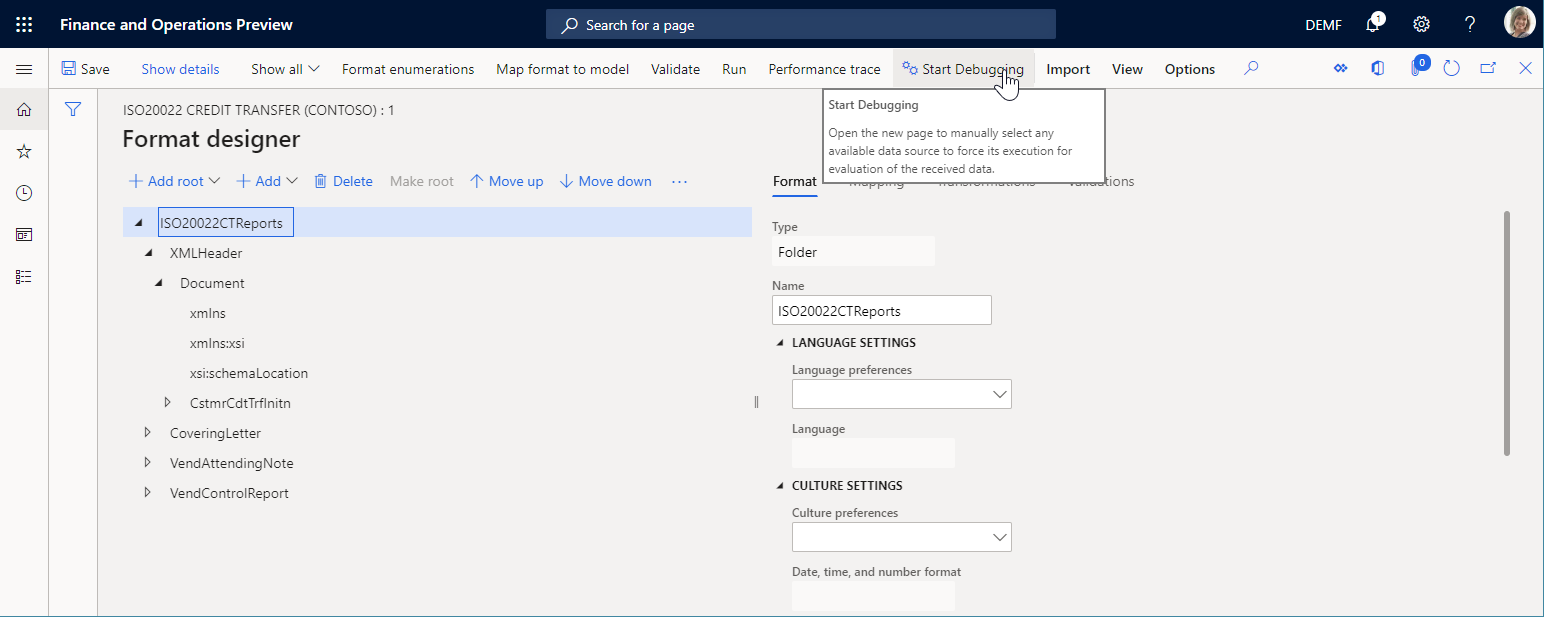 Finance and Operations Preview
Search for a page
DEMF
1
?
Save
Show details
Show all
Format enumerations
Map format to model
Validate
Run
Performance trace
Start Debugging
Import
View
Options
0
Start Debugging
Open the new page to manually select any
available data source to force its execution for
evaluation of the received data.
ISO20022 CREDIT TRANSFER (CONTOSO) : 1
Format designer
Add root
Add
Delete
Make root
Move up
Move down
···
Format
Mapping
Transformations
Validations
ISO20022CTReports
XMLHeader
Document
xmlns
xmlns:xsi
xsi:schemaLocation
CstmrCdtTrfInitn
CoveringLetter
VendAttendingNote
VendControlReport
Type
Folder
Name
ISO20022CTReports
LANGUAGE SETTINGS
Language preferences
Language
CULTURE SETTINGS
Culture preferences
Date, time, and number format